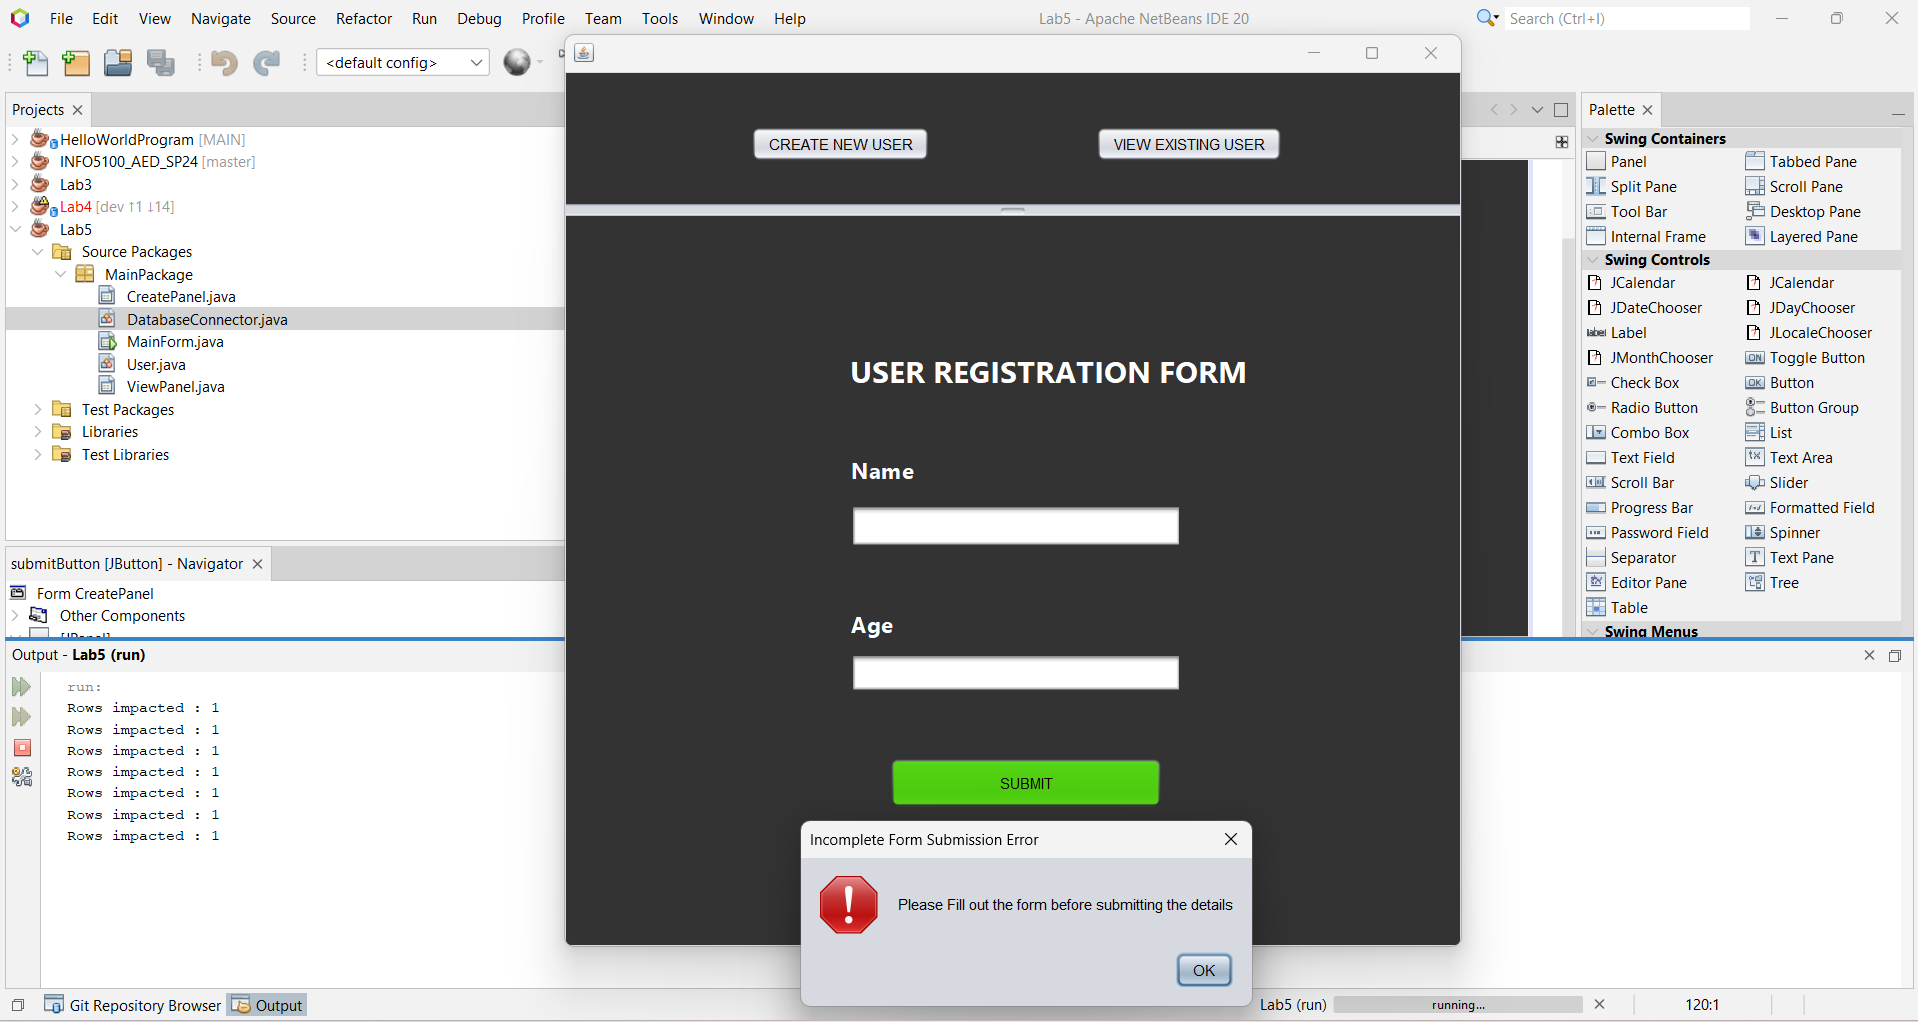 File Edit View Navigate Source Refactor Run Debug Profile Team Tools Window Help
Lab5 - Apache NetBeans IDE 20
Search (Ctrl+I)
<default config>
Projects
HelloWorldProgram [MAIN]
INFO5100_AED_SP24 [master]
Lab3
Lab4 [dev ↑1 ↓14]
Lab5
Source Packages
MainPackage
CreatePanel.java
DatabaseConnector.java
MainForm.java
User.java
ViewPanel.java
Test Packages
Libraries
Test Libraries
submitButton [JButton] - Navigator
Form CreatePanel
Other Components
[JPanel]
CREATE NEW USER
VIEW EXISTING USER
USER REGISTRATION FORM
Name
Age
SUBMIT
Incomplete Form Submission Error
Please Fill out the form before submitting the details
OK
Palette
Swing Containers
Panel
Tabbed Pane
Split Pane
Scroll Pane
Tool Bar
Desktop Pane
Internal Frame
Layered Pane
Swing Controls
JCalendar
JCalendar
JDateChooser
JDayChooser
label Label
JLocaleChooser
JMonthChooser
ON Toggle Button
Check Box
OK Button
Radio Button
Button Group
Combo Box
List
Text Field
Text Area
Scroll Bar
Slider
Progress Bar
Formatted Field
Password Field
Spinner
Separator
Text Pane
Editor Pane
Tree
Table
Swing Menus
Output - Lab5 (run)
run:
Rows impacted : 1
Rows impacted : 1
Rows impacted : 1
Rows impacted : 1
Rows impacted : 1
Rows impacted : 1
Rows impacted : 1
Git Repository Browser
Output
Lab5 (run)
running...
120:1